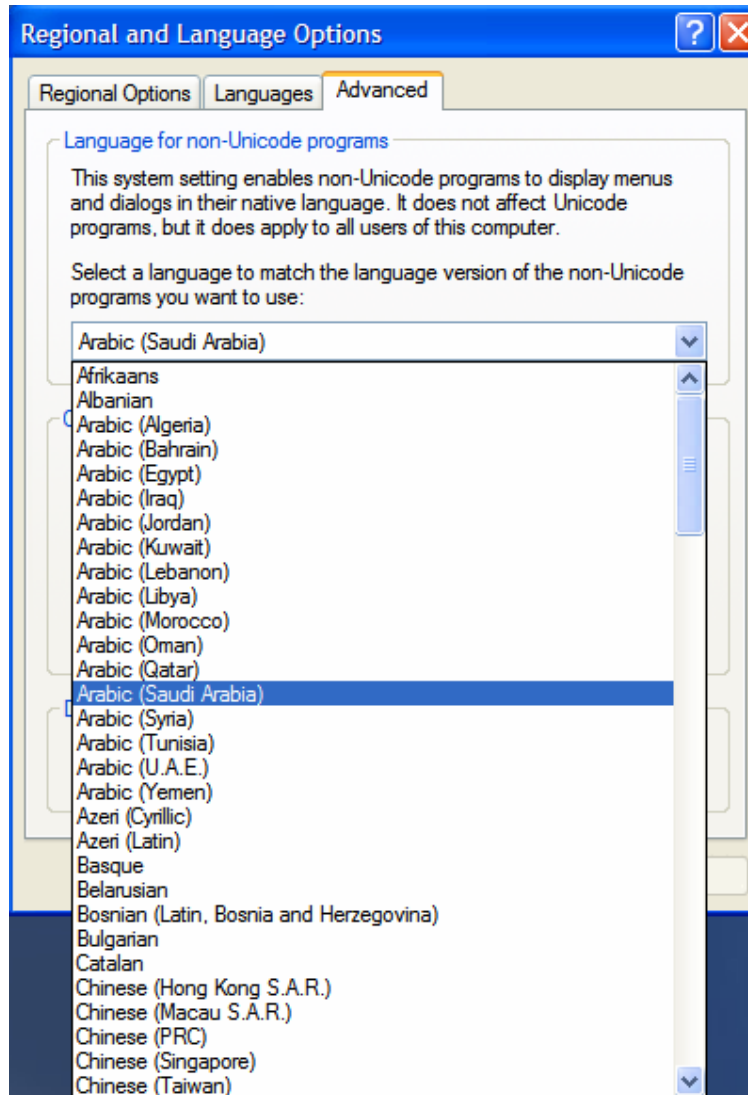 Regional and Language Options
Regional Options Languages Advanced
Language for non-Unicode programs
This system setting enables non-Unicode programs to display menus
and dialogs in their native language. It does not affect Unicode
programs, but it does apply to all users of this computer.
Select a language to match the language version of the non-Unicode
programs you want to use:
Arabic (Saudi Arabia)
Afrikaans
Albanian
Arabic (Algeria)
Arabic (Bahrain)
Arabic (Egypt)
Arabic (Iraq)
Arabic (Jordan)
Arabic (Kuwait)
Arabic (Lebanon)
Arabic (Libya)
Arabic (Morocco)
Arabic (Oman)
Arabic (Qatar)
Arabic (Saudi Arabia)
Arabic (Syria)
Arabic (Tunisia)
Arabic (U.A.E.)
Arabic (Yemen)
Azeri (Cyrillic)
Azeri (Latin)
Basque
Belarusian
Bosnian (Latin, Bosnia and Herzegovina)
Bulgarian
Catalan
Chinese (Hong Kong S.A.R.)
Chinese (Macau S.A.R.)
Chinese (PRC)
Chinese (Singapore)
Chinese (Taiwan)